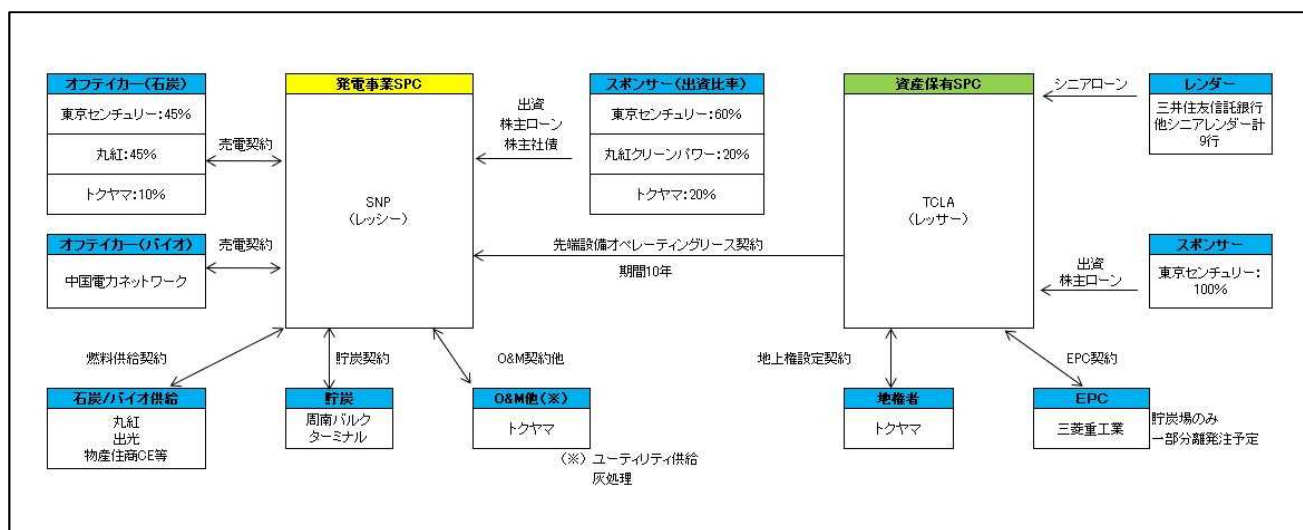 オフテイカー(石炭)
東京センチュリー:45%
丸紅:45%
トクヤマ:10%
売電契約
発電事業SPC
SNP
(レッシー)
出資
株主ローン
株主社債
スポンサー(出資比率)
東京センチュリー:60%
丸紅クリーンパワー:20%
トクヤマ:20%
資産保有SPC
TCLA
(レッサー)
シニアローン
レンダー
三井住友信託銀行
他シニアレンダー計
9行
オフテイカー(バイオ)
中国電力ネットワーク
売電契約
先端設備オペレーティングリース契約
期間10年
出資
株主ローン
スポンサー
東京センチュリー:
100%
燃料供給契約
貯炭契約
O&M契約他
地上権設定契約
EPC契約
石炭/バイオ供給
丸紅
出光
物産住商CE等
貯炭
周南バルク
ターミナル
O&M他(※)
トクヤマ
(※) ユーティリティ供給
灰処理
地権者
トクヤマ
EPC
三菱重工業
貯炭場のみ
一部分離発注予定